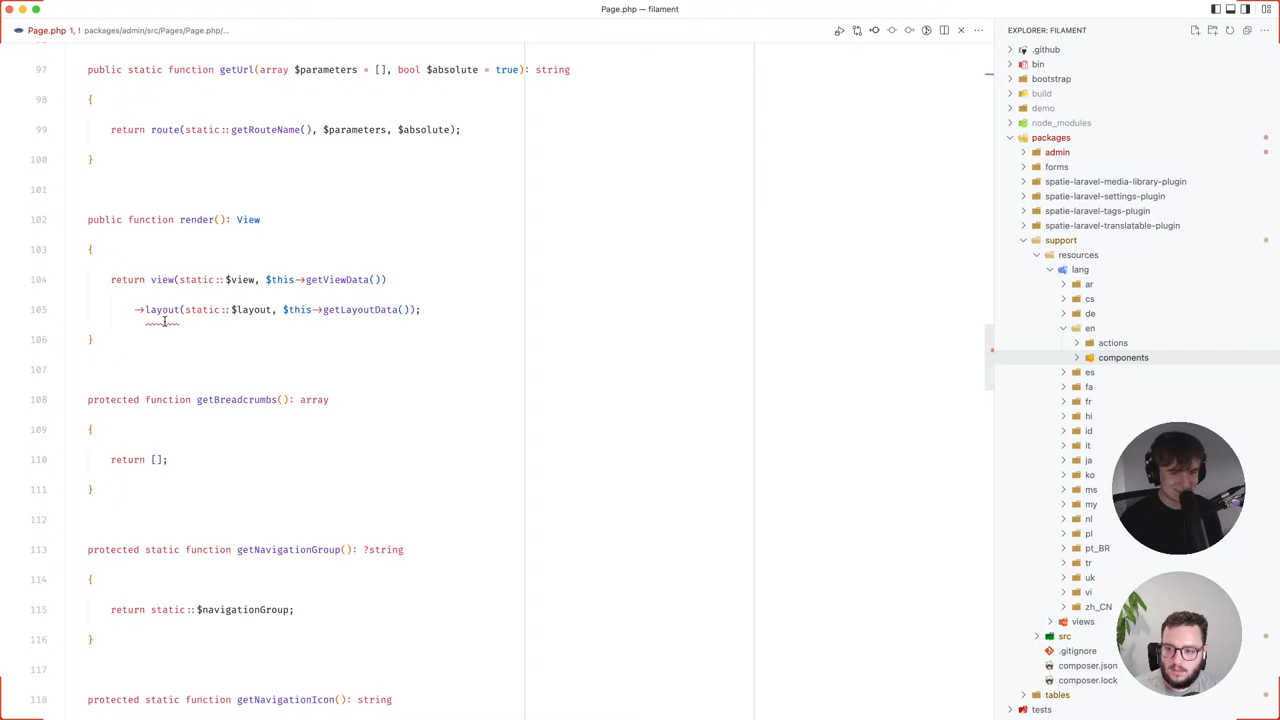 Page.php — filament
Page.php 1, ! packages/admin/src/Pages/Page.php/...
97 public static function getUrl(array $parameters = [], bool $absolute = true): string
98 {
99 return route(static::getRouteName(), $parameters, $absolute);
100 }
101
102 public function render(): View
103 {
104 return view(static::$view, $this->getViewData())
105 ->layout(static::$layout, $this->getLayoutData());
106 }
107
108 protected function getBreadcrumbs(): array
109 {
110 return [];
111 }
112
113 protected static function getNavigationGroup(): ?string
114 {
115 return static::$navigationGroup;
116 }
117
118 protected static function getNavigationIcon(): string
EXPLORER: FILAMENT
.github
bin
bootstrap
build
demo
node_modules
packages
admin
forms
spatie-laravel-media-library-plugin
spatie-laravel-settings-plugin
spatie-laravel-tags-plugin
spatie-laravel-translatable-plugin
support
resources
lang
ar
cs
de
en
actions
components
es
fa
fr
hi
id
it
ja
ko
ms
my
nl
pl
pt_BR
tr
uk
vi
zh_CN
views
src
.gitignore
composer.json
composer.lock
tables
tests